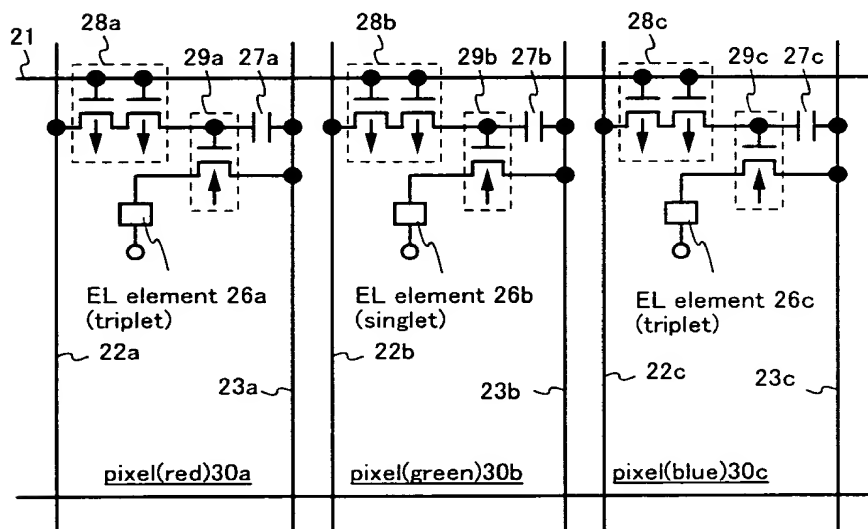 28a
28b
28c
21
29a
27a
29b
27b
29c
27c
EL element 26a
(triplet)
EL element 26b
(singlet)
EL element 26c
(triplet)
22a
22b
22c
23a
23b
23c
pixel(red)30a
pixel(green)30b
pixel(blue)30c